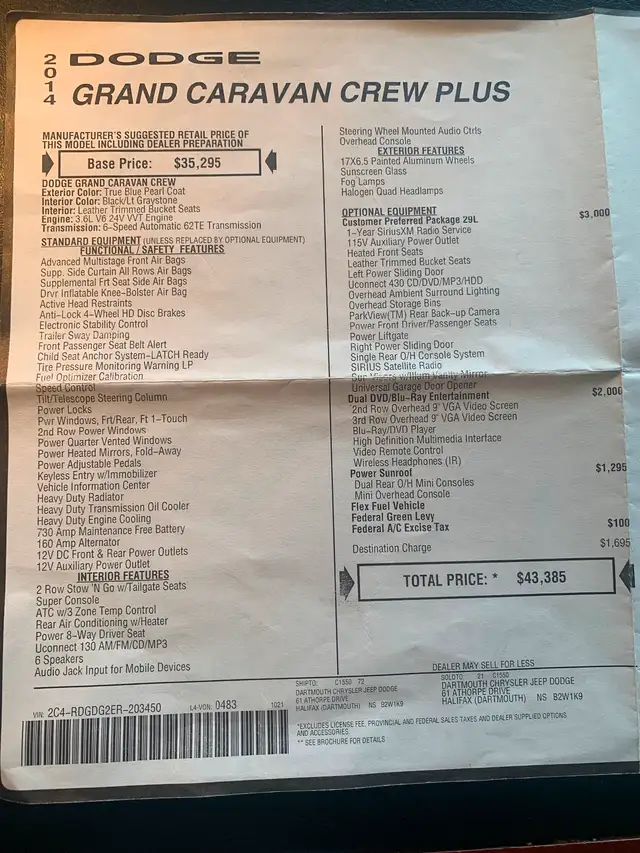 2014 DODGE
GRAND CARAVAN CREW PLUS
MANUFACTURER'S SUGGESTED RETAIL PRICE OF
THIS MODEL INCLUDING DEALER PREPARATION
Base Price: $35,295
DODGE GRAND CARAVAN CREW
Exterior Color: True Blue Pearl Coat
Interior Color: Black/Lt Graystone
Interior: Leather Trimmed Bucket Seats
Engine: 3.6L V6 24V VVT Engine
Transmission: 6-Speed Automatic 62TE Transmission
STANDARD EQUIPMENT (UNLESS REPLACED BY OPTIONAL EQUIPMENT)
FUNCTIONAL / SAFETY FEATURES
Advanced Multistage Front Air Bags
Supp. Side Curtain All Rows Air Bags
Supplemental Frt Seat Side Air Bags
Drvr Inflatable Knee-Bolster Air Bag
Active Head Restraints
Anti-Lock 4-Wheel HD Disc Brakes
Electronic Stability Control
Trailer Sway Damping
Front Passenger Seat Belt Alert
Child Seat Anchor System-LATCH Ready
Tire Pressure Monitoring Warning LP
Fuel Optimizer Calibration
Speed Control
Tilt/Telescope Steering Column
Power Locks
Pwr Windows, Frt/Rear, Ft 1-Touch
2nd Row Power Windows
Power Quarter Vented Windows
Power Heated Mirrors, Fold-Away
Power Adjustable Pedals
Keyless Entry w/Immobilizer
Vehicle Information Center
Heavy Duty Radiator
Heavy Duty Transmission Oil Cooler
Heavy Duty Engine Cooling
730 Amp Maintenance Free Battery
160 Amp Alternator
12V DC Front & Rear Power Outlets
12V Auxiliary Power Outlet
INTERIOR FEATURES
2 Row Stow 'N Go w/Tailgate Seats
Super Console
ATC w/3 Zone Temp Control
Rear Air Conditioning w/Heater
Power 8-Way Driver Seat
Uconnect 130 AM/FM/CD/MP3
6 Speakers
Audio Jack Input for Mobile Devices
Steering Wheel Mounted Audio Ctrls
Overhead Console
EXTERIOR FEATURES
17X6.5 Painted Aluminum Wheels
Sunscreen Glass
Fog Lamps
Halogen Quad Headlamps
OPTIONAL EQUIPMENT
Customer Preferred Package 29L $3,000
1-Year SiriusXM Radio Service
115V Auxiliary Power Outlet
Heated Front Seats
Leather Trimmed Bucket Seats
Left Power Sliding Door
Uconnect 430 CD/DVD/MP3/HDD
Overhead Ambient Surround Lighting
Overhead Storage Bins
ParkView(TM) Rear Back-up Camera
Power Front Driver/Passenger Seats
Power Liftgate
Right Power Sliding Door
Single Rear O/H Console System
SIRIUS Satellite Radio
Sun Visors w/Illum Vanity Mirror
Universal Garage Door Opener
Dual DVD/Blu-Ray Entertainment $2,000
2nd Row Overhead 9" VGA Video Screen
3rd Row Overhead 9" VGA Video Screen
Blu-Ray/DVD Player
High Definition Multimedia Interface
Video Remote Control
Wireless Headphones (IR)
Power Sunroof $1,295
Dual Rear O/H Mini Consoles
Mini Overhead Console
Flex Fuel Vehicle
Federal Green Levy
Federal A/C Excise Tax $100
Destination Charge $1,695
TOTAL PRICE: * $43,385
DEALER MAY SELL FOR LESS
VIN: 2C4-RDGDG2ER-203450 L4-VON: 0483 1021
SHIPTO: C1550 72
DARTMOUTH CHRYSLER JEEP DODGE
61 ATHORPE DRIVE
HALIFAX (DARTMOUTH) NS B2W1K9
SOLDTO: 21 C1550
DARTMOUTH CHRYSLER JEEP DODGE
61 ATHORPE DRIVE
HALIFAX (DARTMOUTH) NS B2W1K9
*EXCLUDES LICENSE FEE, PROVINCIAL AND FEDERAL SALES TAXES AND DEALER SUPPLIED OPTIONS
AND ACCESSORIES.
** SEE BROCHURE FOR DETAILS